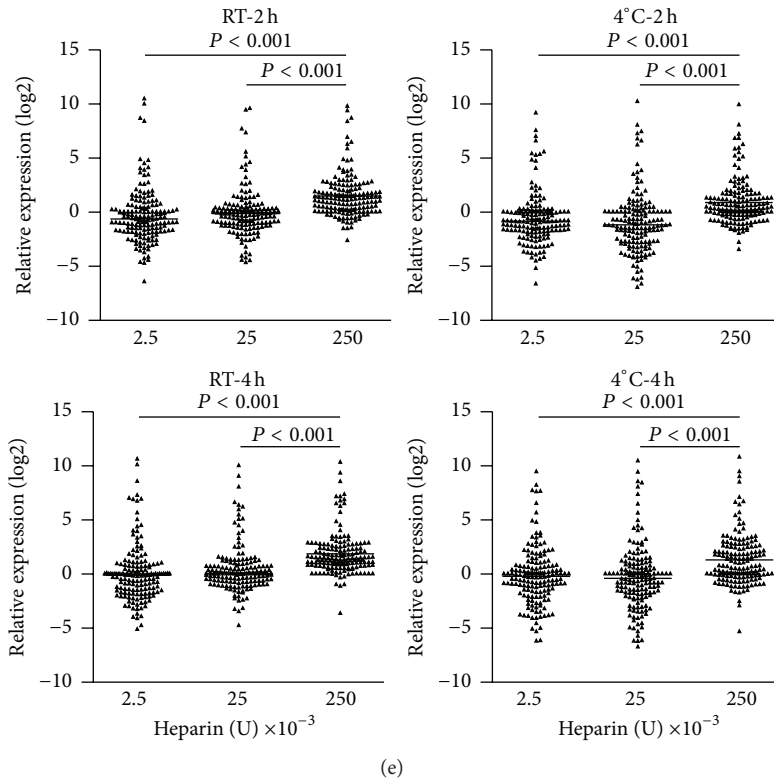 RT-2 h
P < 0.001
P < 0.001
Relative expression (log2)
15
10
5
0
−5
−10
2.5
25
250
4°C-2 h
P < 0.001
P < 0.001
Relative expression (log2)
15
10
5
0
−5
−10
2.5
25
250
RT-4 h
P < 0.001
P < 0.001
Relative expression (log2)
15
10
5
0
−5
−10
2.5
25
250
Heparin (U) ×10⁻³
4°C-4 h
P < 0.001
P < 0.001
Relative expression (log2)
15
10
5
0
−5
−10
2.5
25
250
Heparin (U) ×10⁻³
(e)